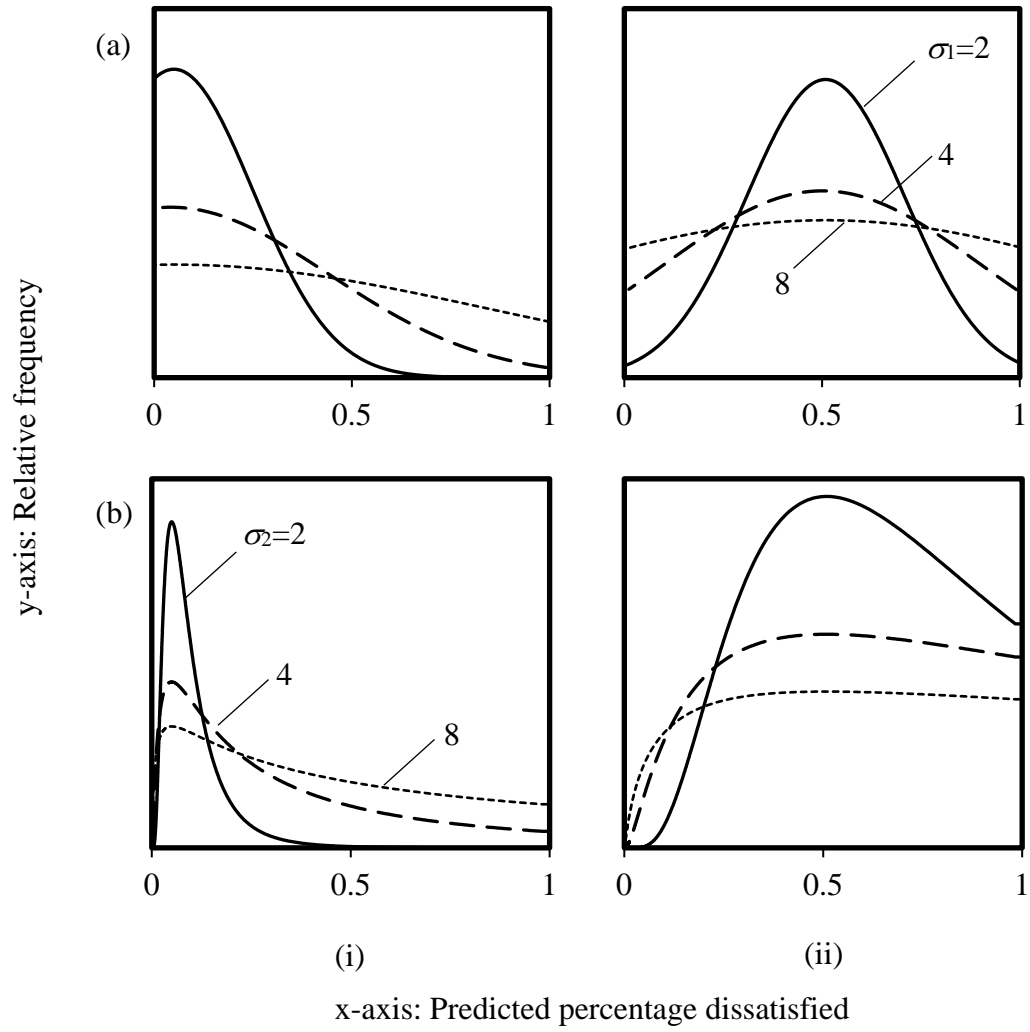 (a)
σ1=2
4
8
0
0.5
1
0
0.5
1
y-axis: Relative frequency
(b)
σ2=2
4
8
0
0.5
1
0
0.5
1
(i)
(ii)
x-axis: Predicted percentage dissatisfied